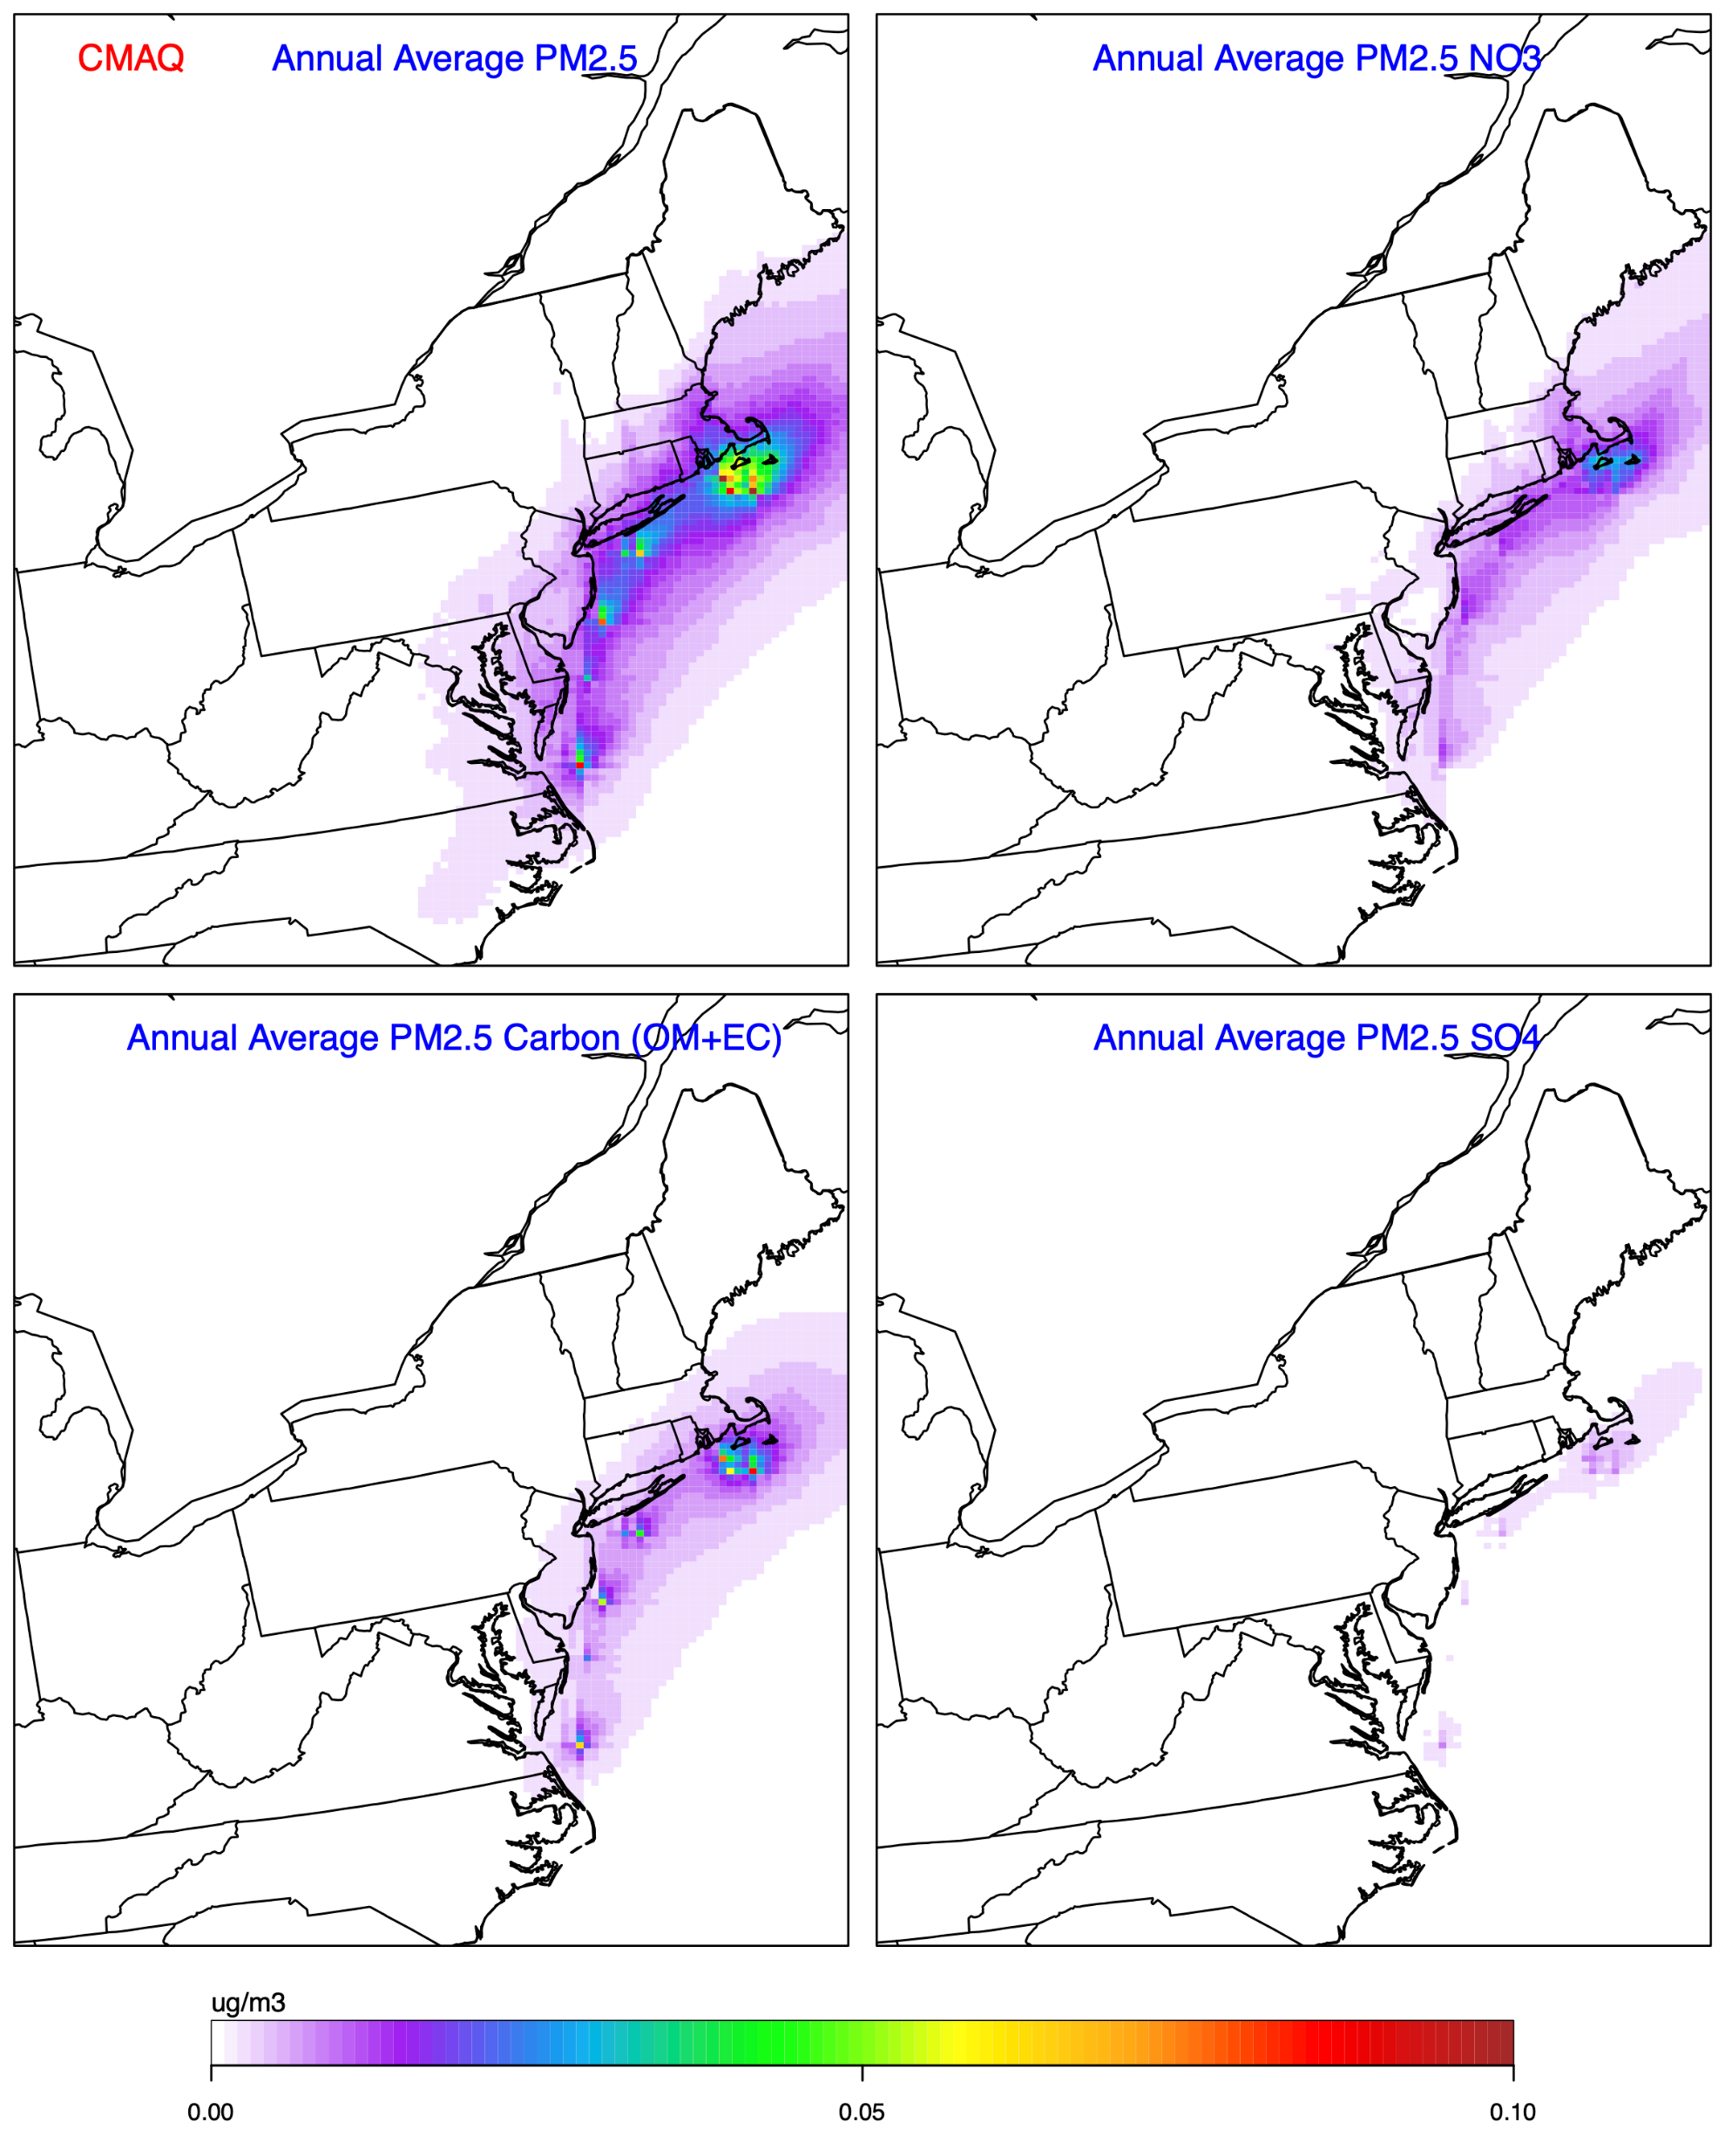 CMAQ Annual Average PM2.5
Annual Average PM2.5 NO3
Annual Average PM2.5 Carbon (OM+EC)
Annual Average PM2.5 SO4
ug/m3
0.00 0.05 0.10